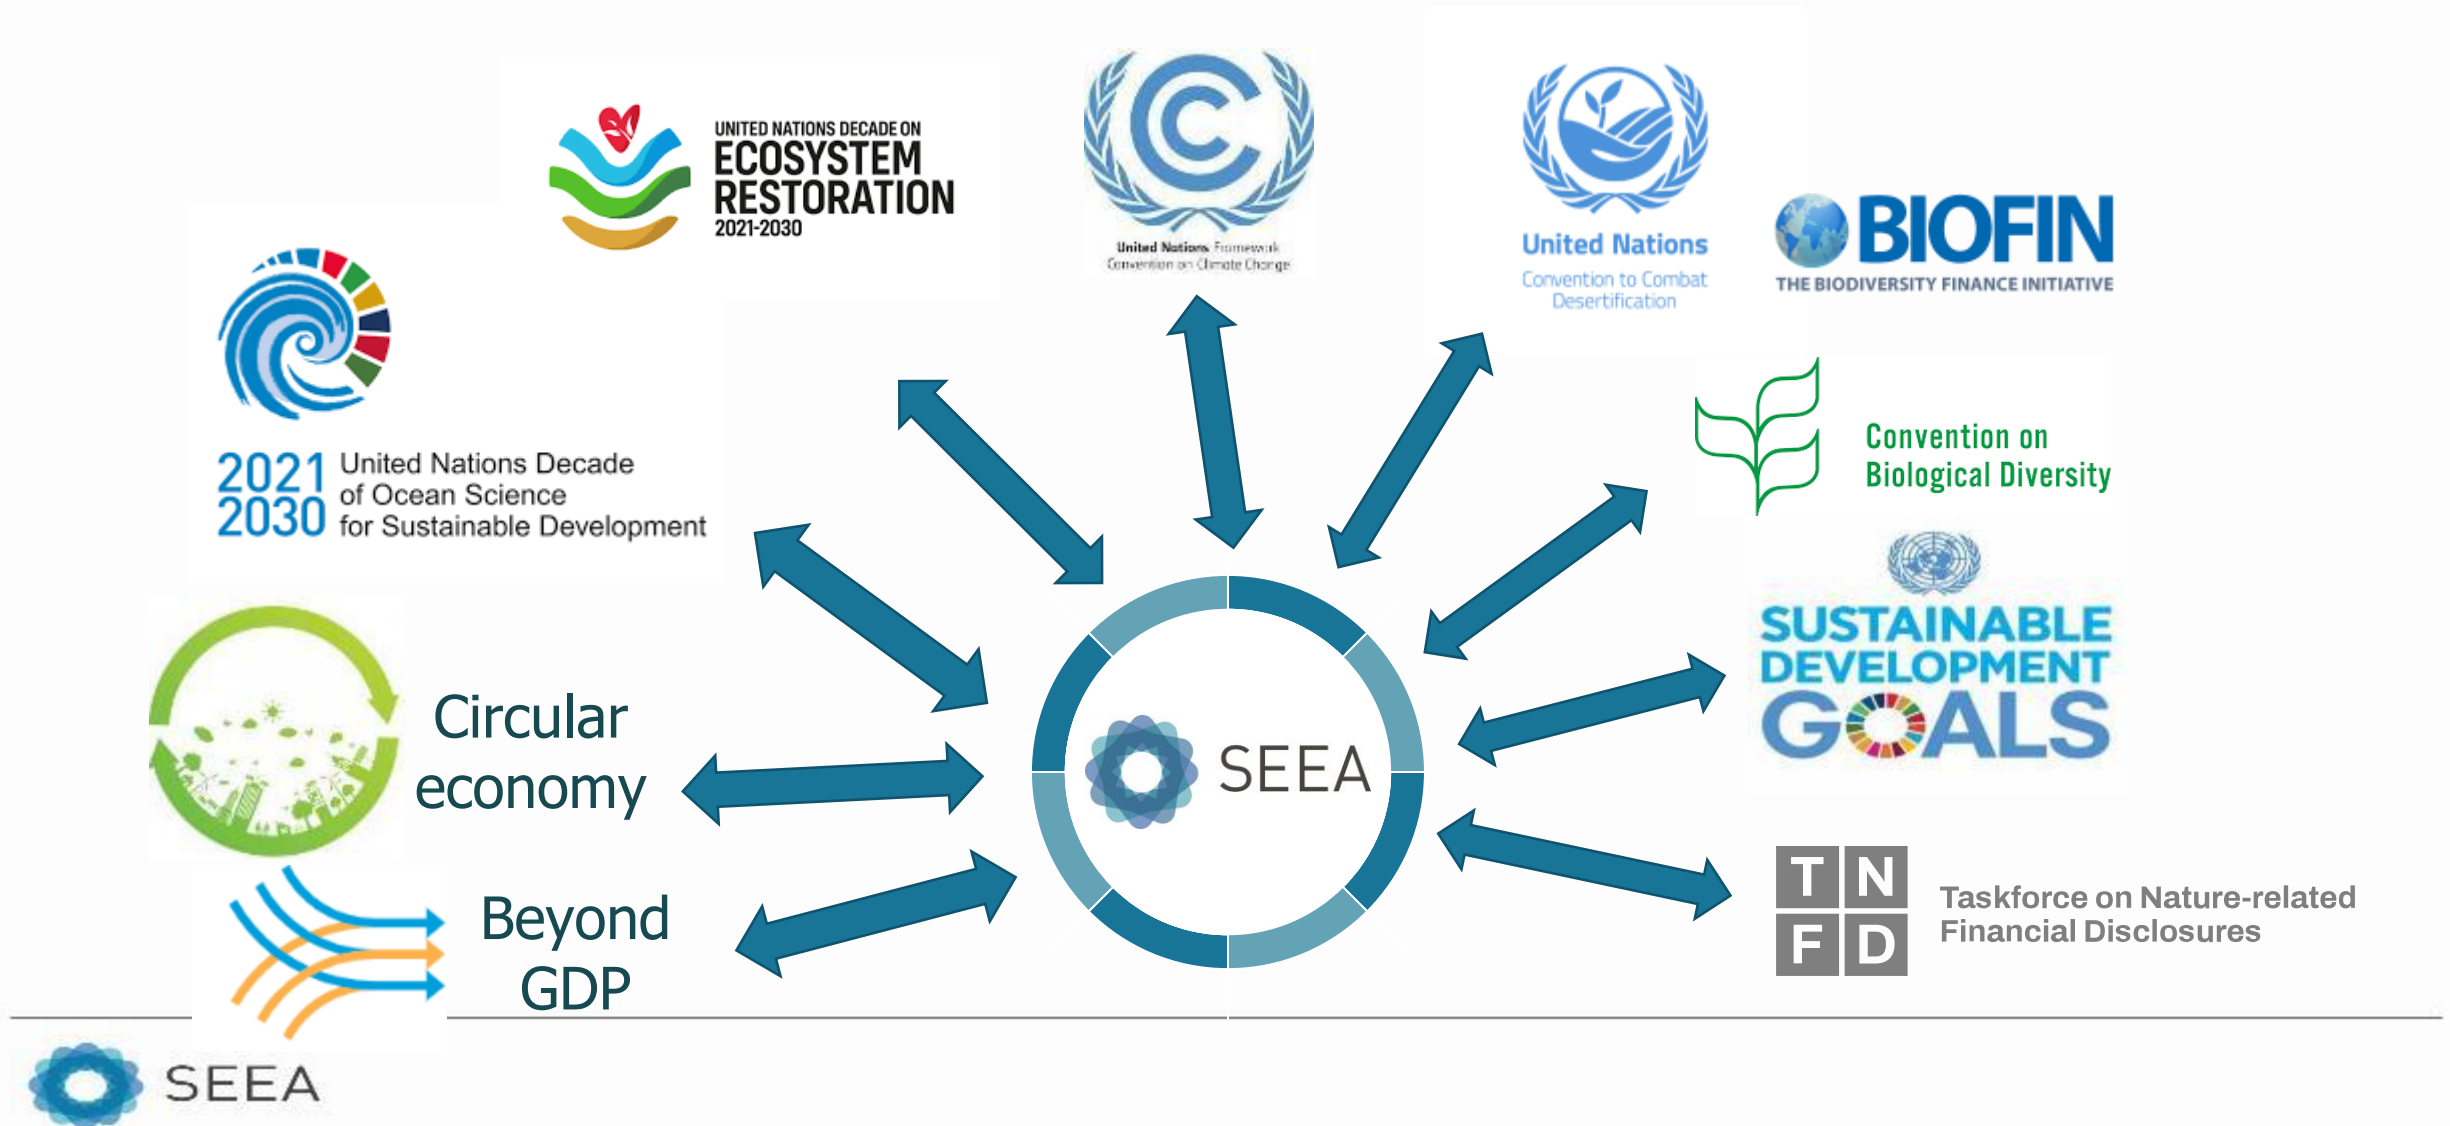 UNITED NATIONS DECADE ON
ECOSYSTEM
RESTORATION
2021-2030
United Nations Framework
Convention on Climate Change
United Nations
Convention to Combat
Desertification
BIOFIN
THE BIODIVERSITY FINANCE INITIATIVE
2021
2030
United Nations Decade
of Ocean Science
for Sustainable Development
Convention on
Biological Diversity
SUSTAINABLE
DEVELOPMENT
GOALS
Circular
economy
SEEA
Beyond
GDP
TN
FD
Taskforce on Nature-related
Financial Disclosures
SEEA